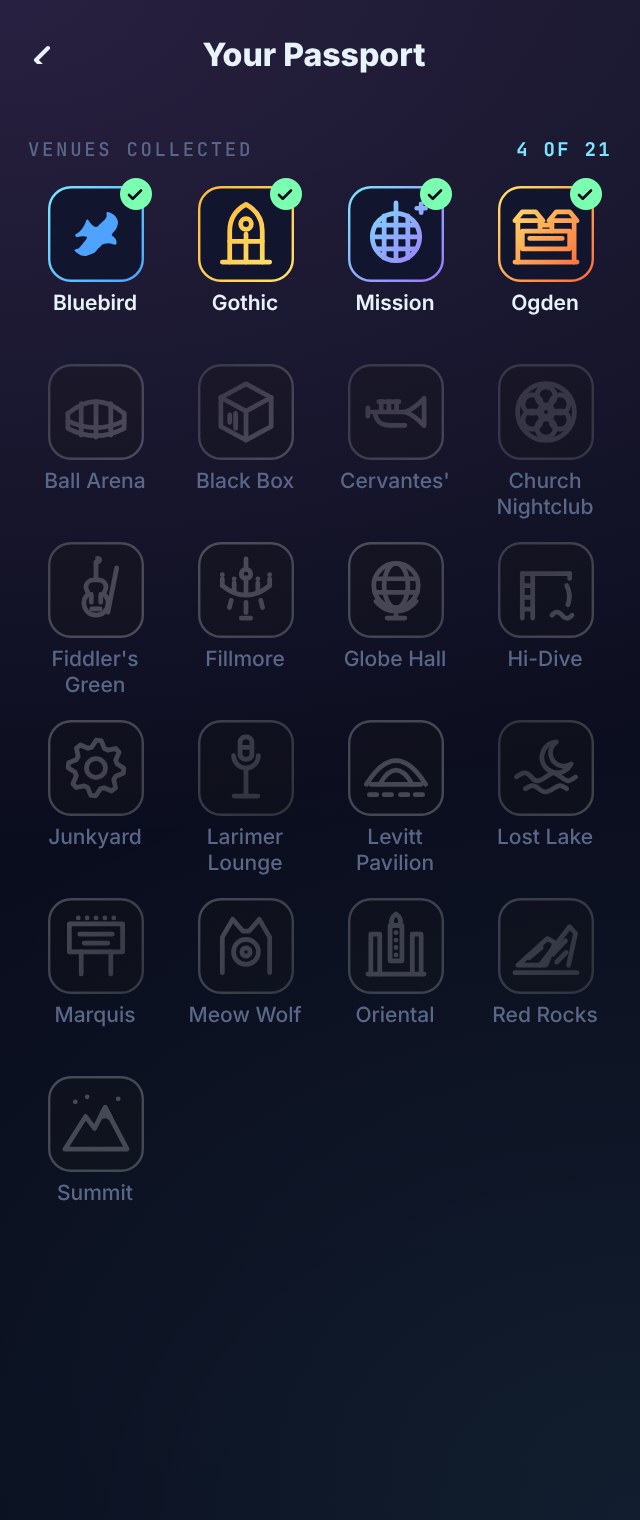 Your Passport
VENUES COLLECTED
4 OF 21
Bluebird
Gothic
Mission
Ogden
Ball Arena
Black Box
Cervantes'
Church
Nightclub
Fiddler's
Green
Fillmore
Globe Hall
Hi-Dive
Junkyard
Larimer
Lounge
Levitt
Pavilion
Lost Lake
Marquis
Meow Wolf
Oriental
Red Rocks
Summit